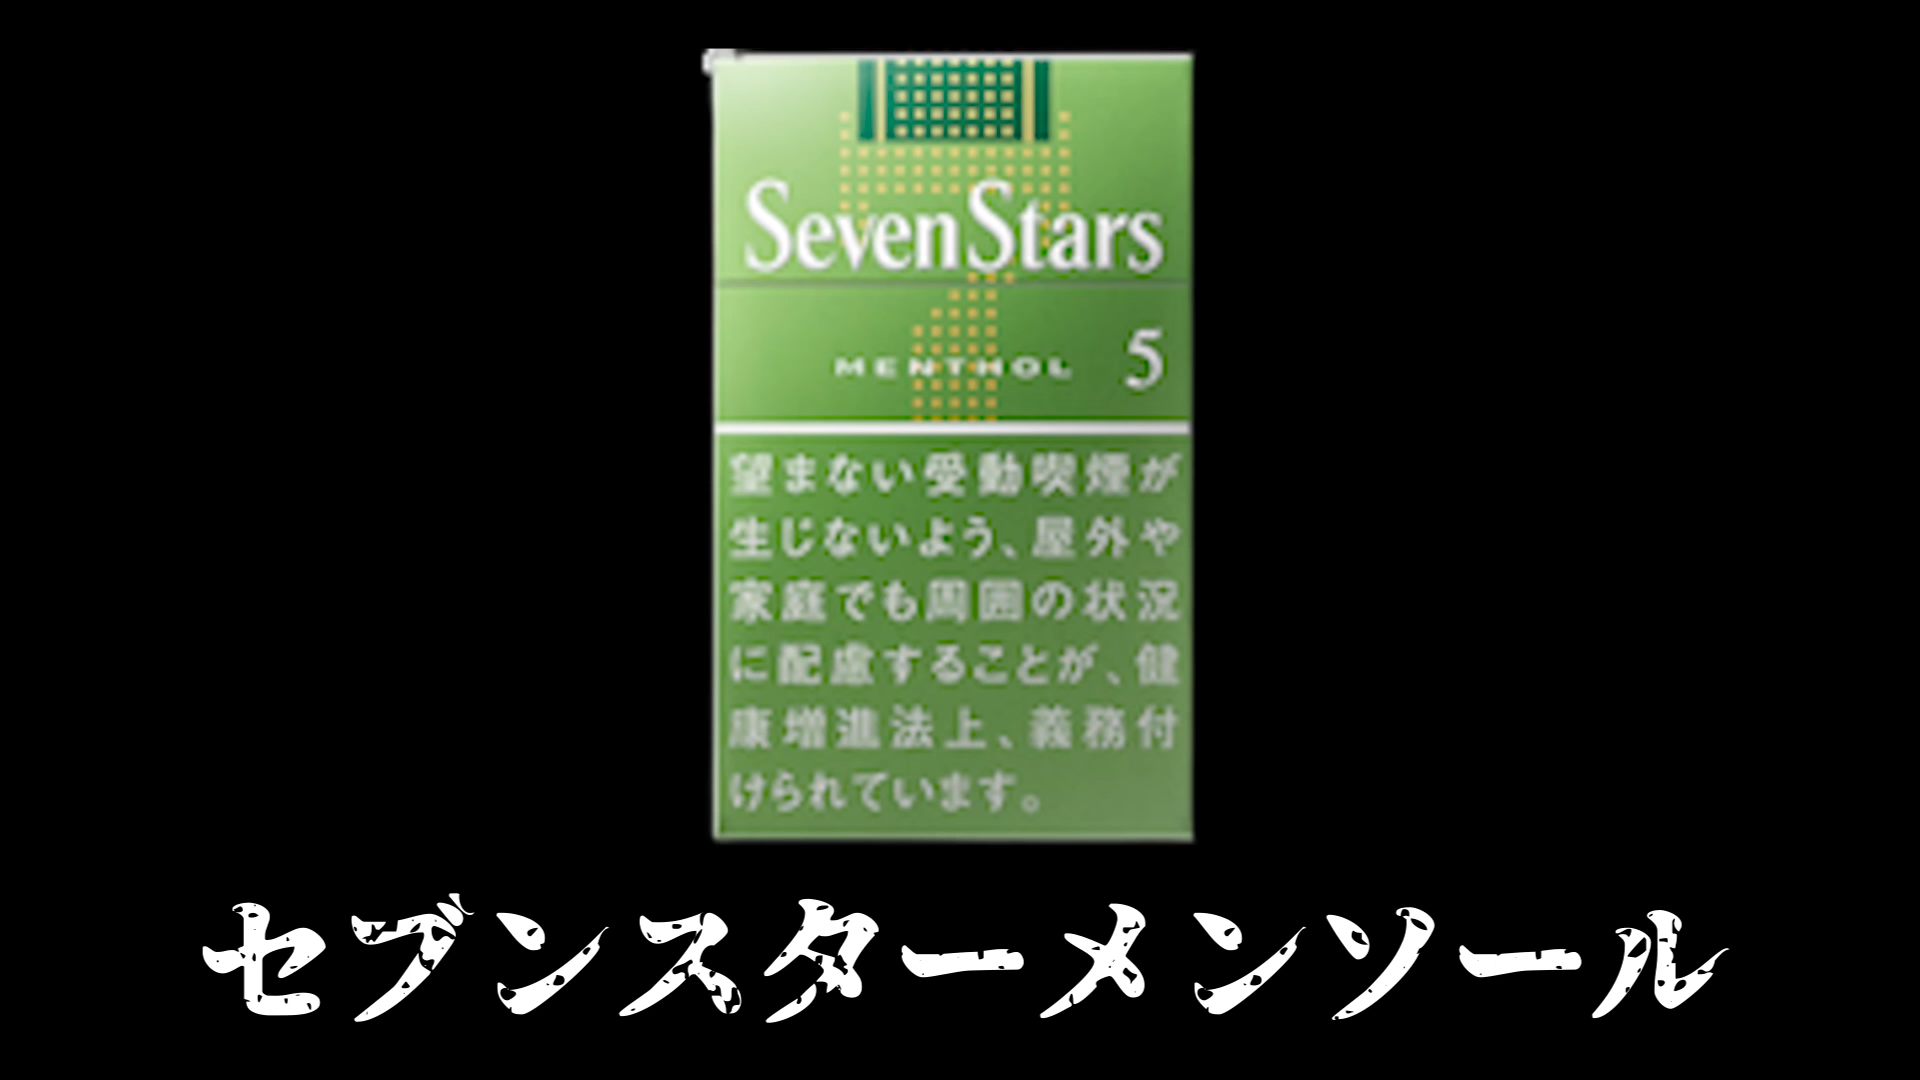 SevenStars
MENTHOL 5
望まない受動喫煙が
生じないよう、屋外や
家庭でも周囲の状況
に配慮することが、健
康増進法上、義務付
けられています。
セブンスターメンソール